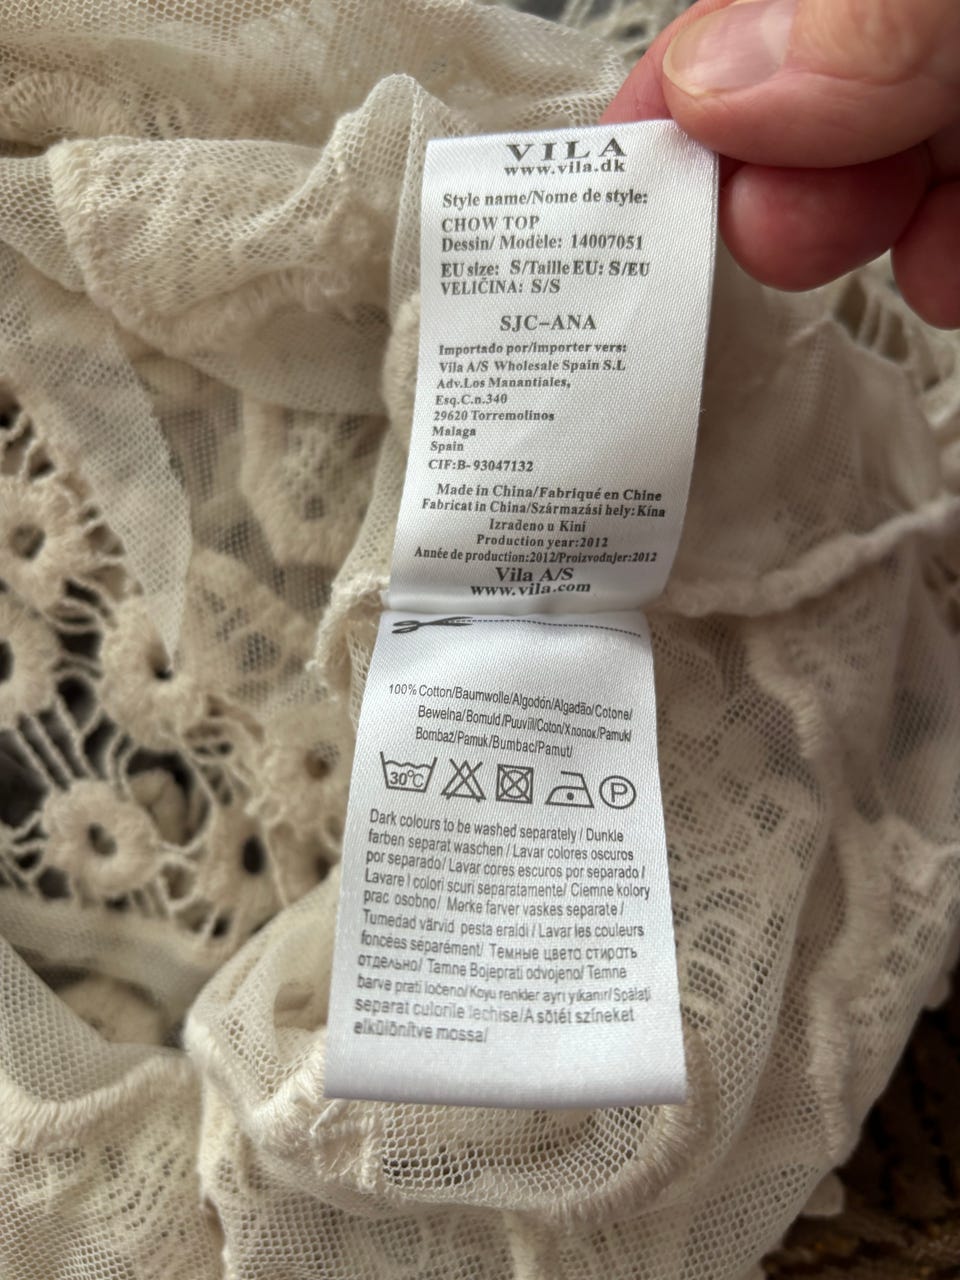 VILA
www.vila.dk
Style name/Nome de style:
CHOW TOP
Dessin/ Modèle: 14007051
EU size: S/Taille EU: S/EU
VELIČINA: S/S
SJC-ANA
Importado por/importer vers:
Vila A/S Wholesale Spain S.L
Adv.Los Manantiales,
Esq.C.n.340
29620 Torremolinos
Malaga
Spain
CIF:B- 93047132
Made in China/Fabriqué en Chine
Fabricat in China/Származási hely: Kína
Izradeno u Kini
Production year:2012
Année de production:2012/Proizvodnjer:2012
Vila A/S
www.vila.com
100% Cotton/Baumwolle/Algodón/Algadão/Cotone/
Bewelna/Bomuld/Puuvill/Coton/Хлопок/Pamuk/
Bombaz/Pamuk/Bumbac/Pamut/
30°C P
Dark colours to be washed separately / Dunkle
farben separat waschen / Lavar colores oscuros
por separado/ Lavar cores escuros por separado /
Lavare I colori scuri separatamente/ Ciemne kolory
prac osobno/ Mørke farver vaskes separate /
Tumedad värvid pesta eraldi / Lavar les couleurs
foncées séparément/ Темные цвето стироть
отдельно/ Tamne Bojeprati odvojeno/ Temne
barve prati ločeno/Koyu renkler ayrı yıkanır/Spălați
separat culorile lechise/A sötét színeket
elkülönítve mossa/